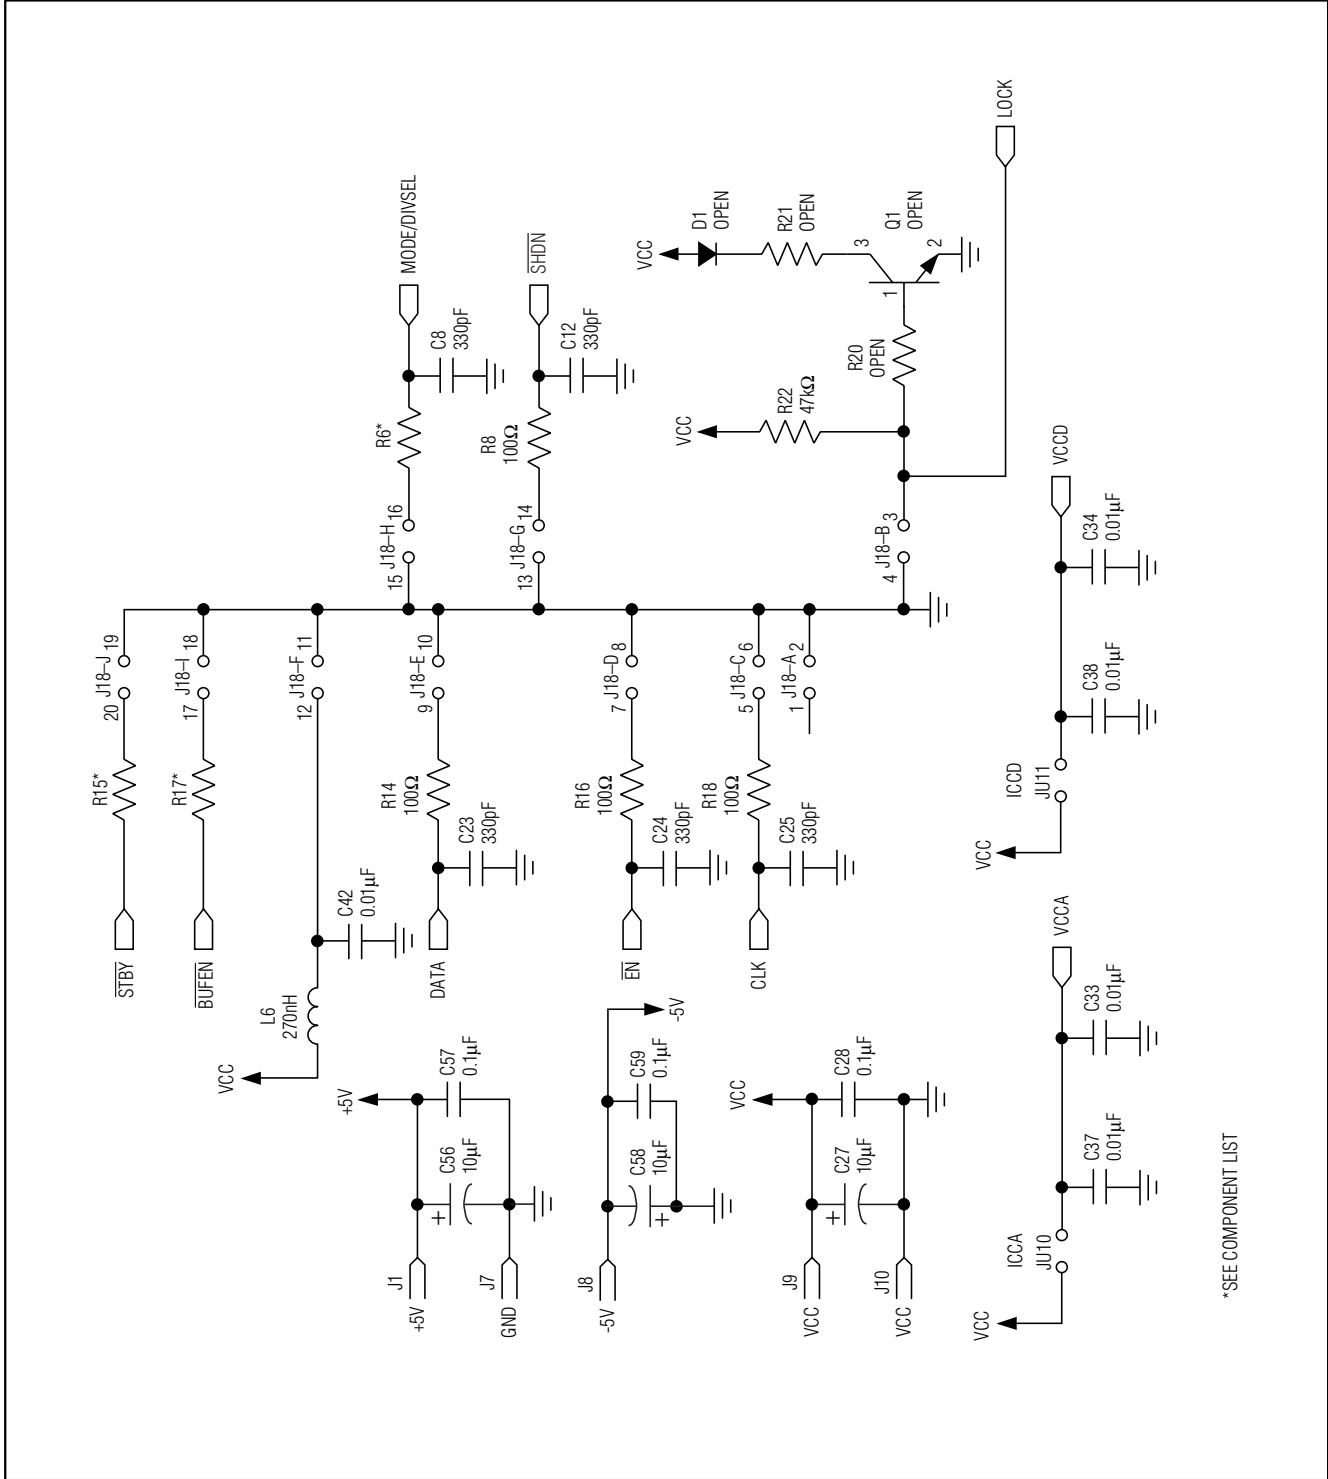 STBY
R15*
20
J18–J
19
BUFEN
R17*
17
J18–I
18
VCC
L6
270nH
C42
0.01µF
12
J18–F
11
DATA
C23
330pF
R14
100Ω
9
J18–E
10
EN
C24
330pF
R16
100Ω
7
J18–D
8
CLK
C25
330pF
R18
100Ω
5
J18–C
6
1
J18–A
2
15
J18–H
16
R6*
C8
330pF
MODE/DIVSEL
13
J18–G
14
R8
100Ω
C12
330pF
SHDN
4
J18–B
3
VCC
R22
47kΩ
R20
OPEN
VCC
D1
OPEN
R21
OPEN
1
3
2
Q1
OPEN
LOCK
J1
+5V
J7
GND
+
C56
10µF
C57
0.1µF
+5V
J8
-5V
+
C58
10µF
C59
0.1µF
-5V
J9
VCC
J10
VCC
+
C27
10µF
C28
0.1µF
VCC
VCC
ICCA
JU10
C37
0.01µF
C33
0.01µF
VCCA
VCC
ICCD
JU11
C38
0.01µF
C34
0.01µF
VCCD
*SEE COMPONENT LIST